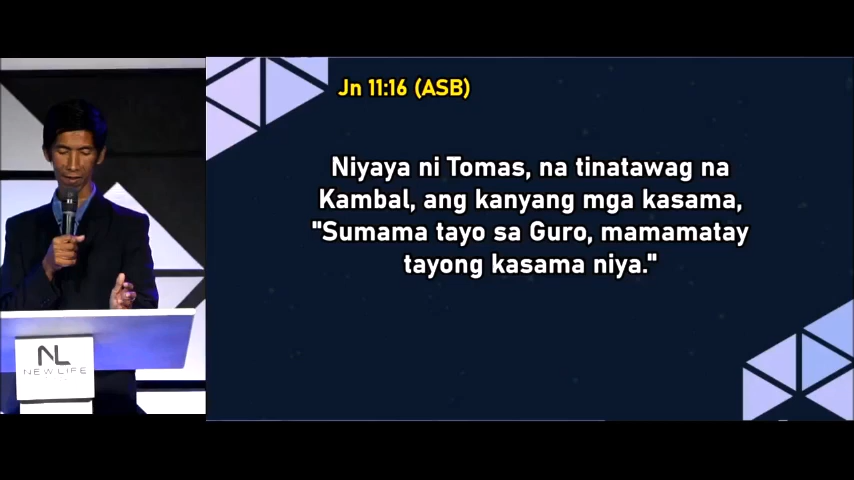 Jn 11:16 (ASB)
Niyaya ni Tomas, na tinatawag na
Kambal, ang kanyang mga kasama,
"Sumama tayo sa Guro, mamamatay
tayong kasama niya."
NL
NEW LIFE